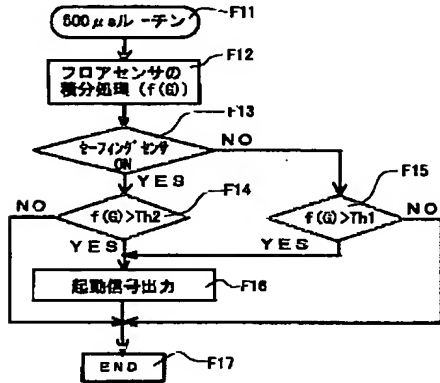 500μsルーチン
F11
F12
フロアセンサの
積分処理 (f(G))
F13
セーフィングセンサ
ON
NO
YES
F14
F15
NO
f(G)>Th2
f(G)>Th1
NO
YES
YES
起動信号出力
F16
END
F17